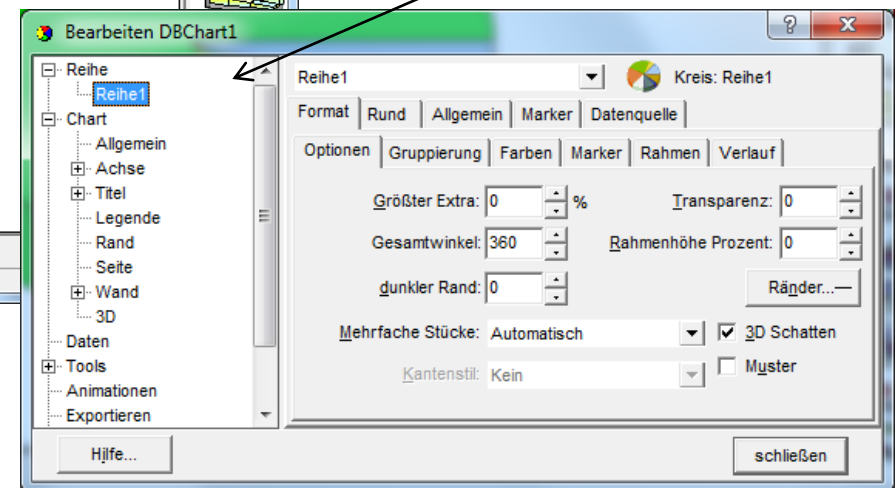 Bearbeiten DBChart1
Reihe
Reihe1
Chart
Allgemein
Achse
Titel
Legende
Rand
Seite
Wand
3D
Daten
Tools
Animationen
Exportieren
Reihe1 Kreis: Reihe1
Format Rund Allgemein Marker Datenquelle
Optionen Gruppierung Farben Marker Rahmen Verlauf
Größter Extra: 0 % Transparenz: 0
Gesamtwinkel: 360 Rahmenhöhe Prozent: 0
dunkler Rand: 0 Ränder...
Mehrfache Stücke: Automatisch 3D Schatten
Kantenstil: Kein Muster
Hilfe... schließen